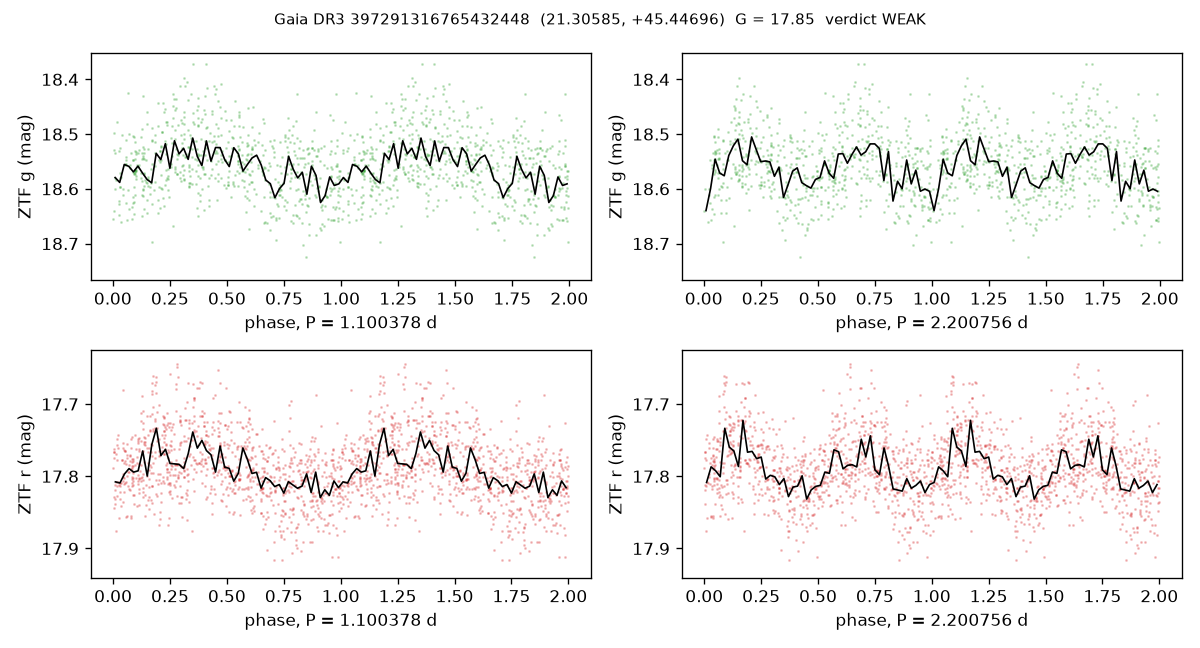 Gaia DR3 397291316765432448  (21.30585, +45.44696)  G = 17.85  verdict WEAK
ZTF g (mag)
18.4
18.5
18.6
18.7
0.00 0.25 0.50 0.75 1.00 1.25 1.50 1.75 2.00
phase, P = 1.100378 d
ZTF g (mag)
18.4
18.5
18.6
18.7
0.00 0.25 0.50 0.75 1.00 1.25 1.50 1.75 2.00
phase, P = 2.200756 d
ZTF r (mag)
17.7
17.8
17.9
0.00 0.25 0.50 0.75 1.00 1.25 1.50 1.75 2.00
phase, P = 1.100378 d
ZTF r (mag)
17.7
17.8
17.9
0.00 0.25 0.50 0.75 1.00 1.25 1.50 1.75 2.00
phase, P = 2.200756 d